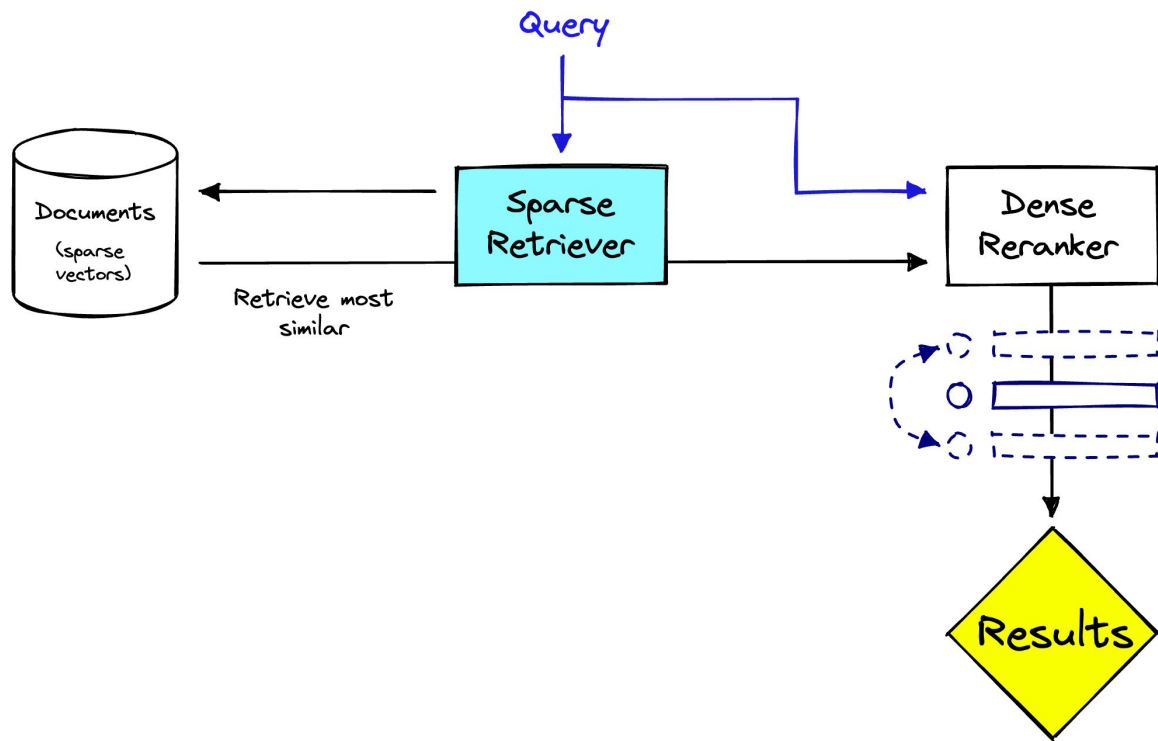 Query
Documents
(sparse
vectors)
Sparse
Retriever
Dense
Reranker
Retrieve most
similar
Results